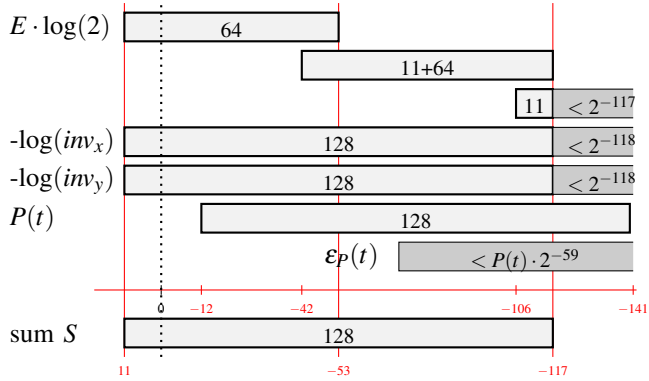 E · log(2) 64
11+64
11 < 2⁻¹¹⁷
-log(invₓ) 128 < 2⁻¹¹⁸
-log(inv_y) 128 < 2⁻¹¹⁸
P(t) 128
ε_P(t) < P(t) · 2⁻⁵⁹
0 −12 −42 −106 −141
sum S 128
11 −53 −117